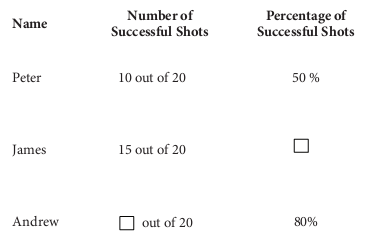 Name Number of Successful Shots Percentage of Successful Shots
Peter 10 out of 20 50 %
James 15 out of 20
Andrew out of 20 80%